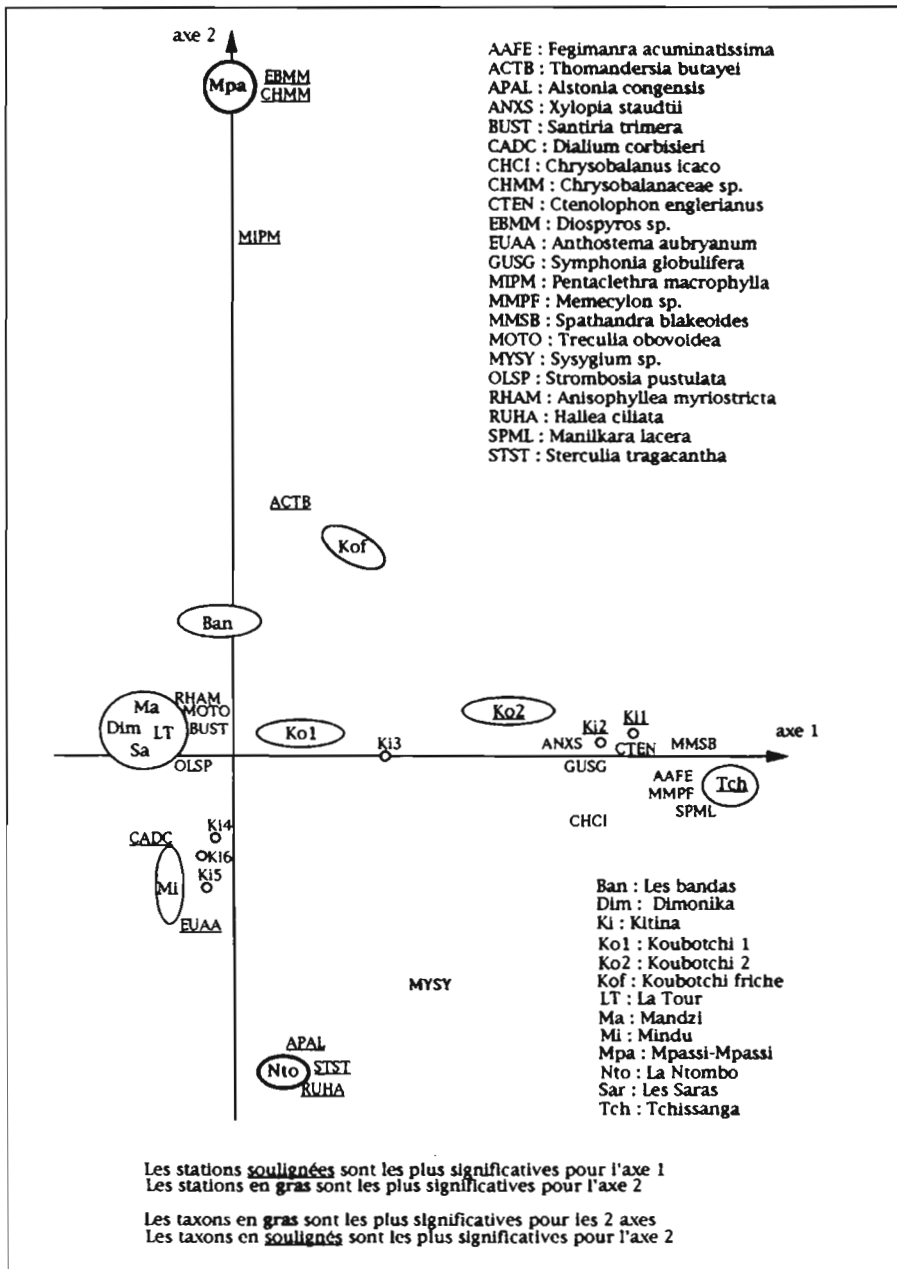 axe 2
Mpa
EBMM
CHMM
AAFE : Fegimanra acuminatissima
ACTB : Thomandersia butayei
APAL : Alstonia congensis
ANXS : Xylopia staudtii
BUST : Santiria trimera
CADC : Dialium corbisieri
CHCI : Chrysobalanus icaco
CHMM : Chrysobalanaceae sp.
CTEN : Ctenolophon englerianus
EBMM : Diospyros sp.
EUAA : Anthostema aubryanum
GUSG : Symphonia globulifera
MIPM : Pentaclethra macrophylla
MMPF : Memecylon sp.
MMSB : Spathandra blakeoides
MOTO : Treculia obovoidea
MYSY : Sysygium sp.
OLSP : Strombosia pustulata
RHAM : Anisophyllea myriostricta
RUHA : Hallea ciliata
SPML : Manilkara lacera
STST : Sterculia tragacantha
MIPM
ACTB
Kof
Ban
Ma
Dim LT
Sa
RHAM
MOTO
BUST
OLSP
Ko1
Ki3
Ko2
Ki2
Ki1
ANXS
CTEN
MMSB
axe 1
GUSG
AAFE
MMPF
SPML
Tch
CHCI
CADC
Ki4
Ki6
Ki5
Mi
EUAA
MYSY
APAL
Nto
STST
RUHA
Ban : Les bandas
Dim : Dimonika
Ki : Kitina
Ko1 : Koubotchi 1
Ko2 : Koubotchi 2
Kof : Koubotchi friche
LT : La Tour
Ma : Mandzi
Mi : Mindu
Mpa : Mpassi-Mpassi
Nto : La Ntombo
Sar : Les Saras
Tch : Tchissanga
Les stations soulignées sont les plus significatives pour l'axe 1
Les stations en gras sont les plus significatives pour l'axe 2
Les taxons en gras sont les plus significatives pour les 2 axes
Les taxons en soulignés sont les plus significatives pour l'axe 2